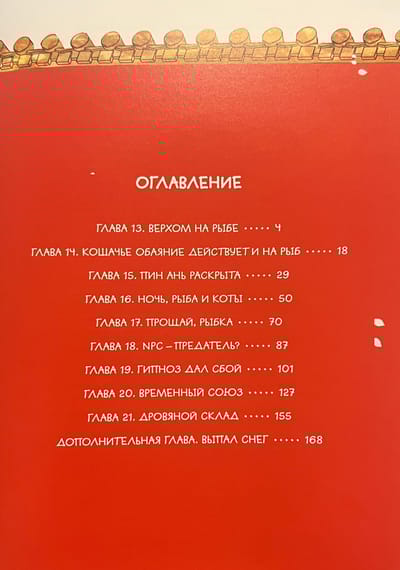 ОГЛАВЛЕНИЕ
ГЛАВА 13. ВЕРХОМ НА РЫБЕ ····· 4
ГЛАВА 14. КОШАЧЬЕ ОБАЯНИЕ ДЕЙСТВУЕТ И НА РЫБ ····· 18
ГЛАВА 15. ПИН АНЬ РАСКРЫТА ····· 29
ГЛАВА 16. НОЧЬ, РЫБА И КОТЫ ····· 50
ГЛАВА 17. ПРОЩАЙ, РЫБКА ····· 70
ГЛАВА 18. NPC – ПРЕДАТЕЛЬ? ····· 87
ГЛАВА 19. ГИПНОЗ ДАЛ СБОЙ ····· 101
ГЛАВА 20. ВРЕМЕННЫЙ СОЮЗ ····· 127
ГЛАВА 21. ДРОВЯНОЙ СКЛАД ····· 155
ДОПОЛНИТЕЛЬНАЯ ГЛАВА. ВЫПАЛ СНЕГ ····· 168